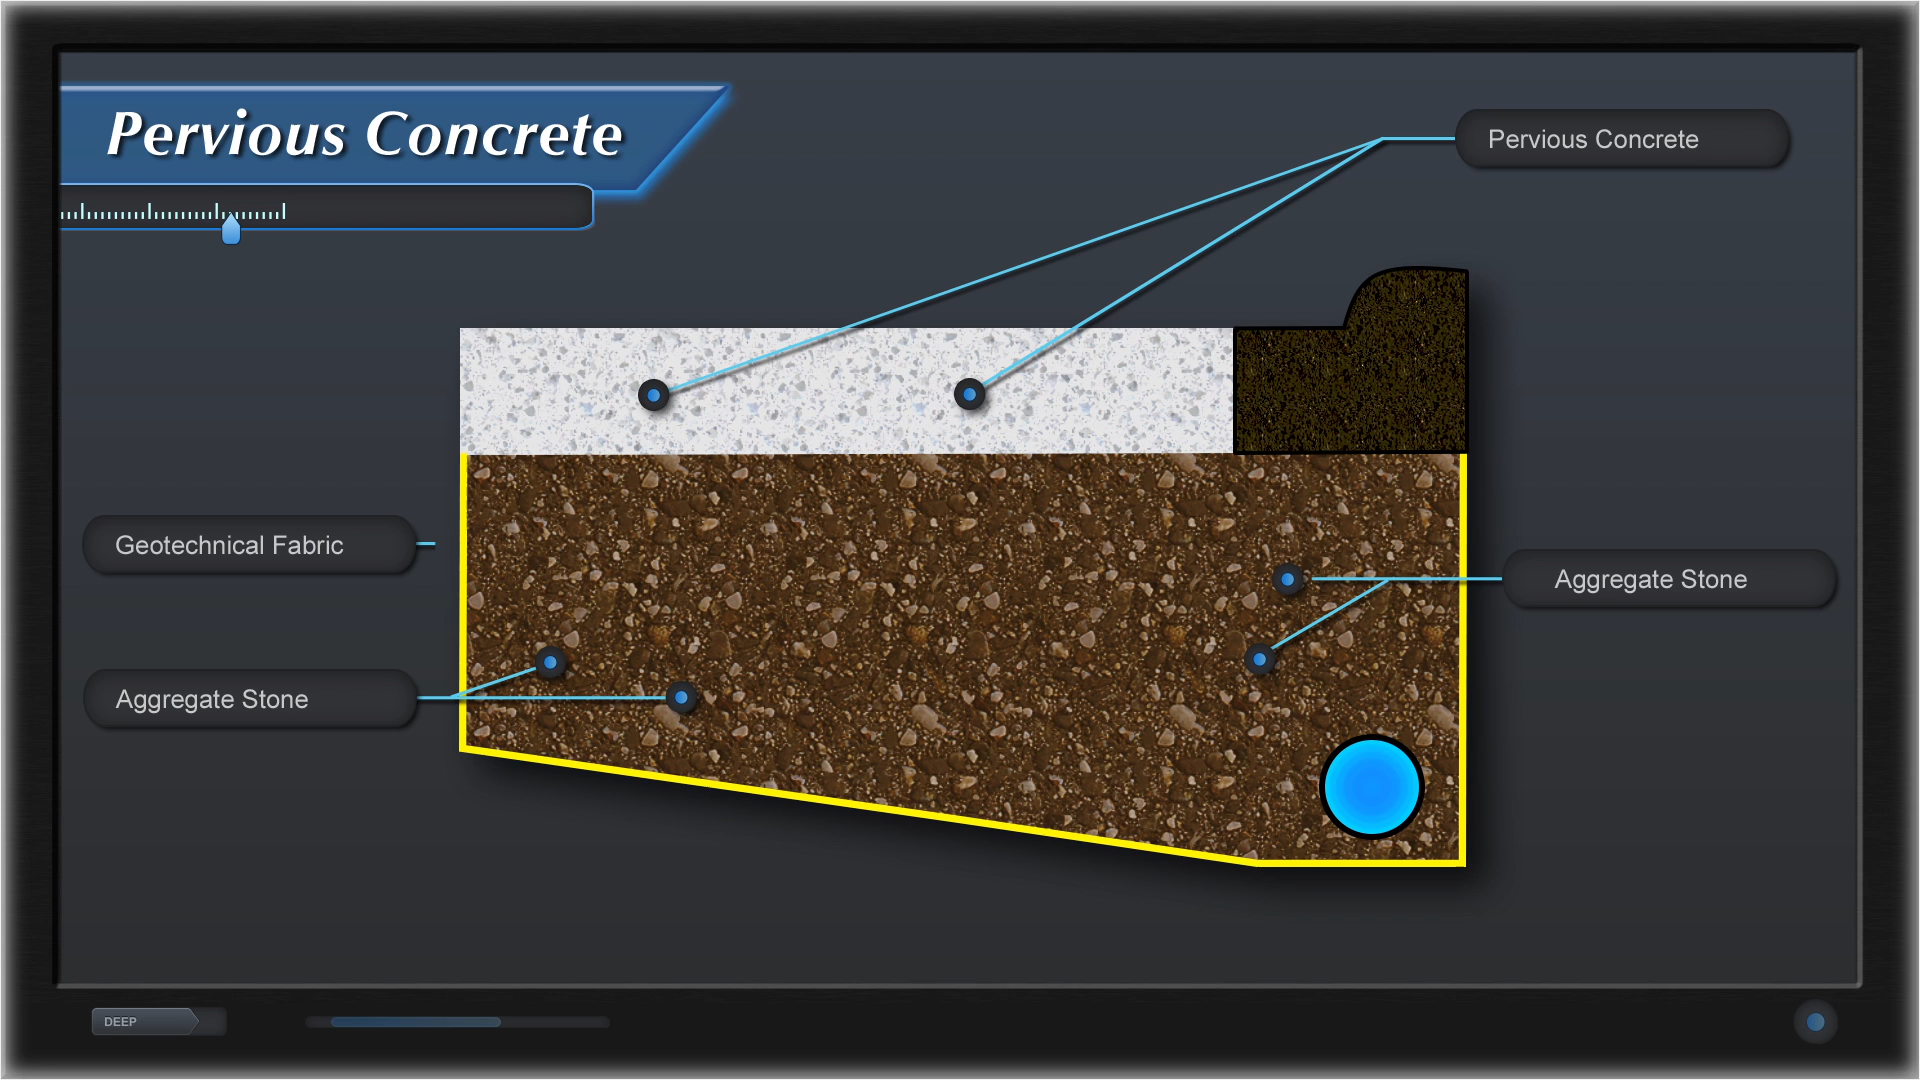 Pervious Concrete
Pervious Concrete
Geotechnical Fabric
Aggregate Stone
Aggregate Stone
DEEP